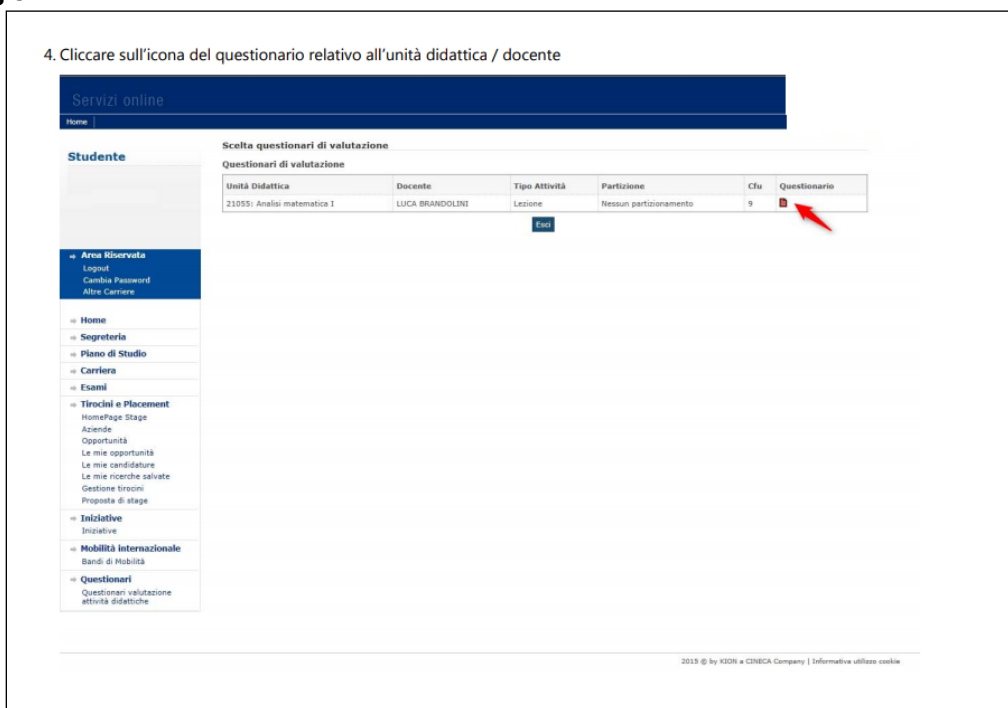 4. Cliccare sull'icona del questionario relativo all'unità didattica / docente
Servizi online
Home
Studente
Scelta questionari di valutazione
Questionari di valutazione
Unità Didattica Docente Tipo Attività Partizione Cfu Questionario
21055: Analisi matematica I LUCA BRANDOLINI Lezione Nessun partizionamento 9
Esci
Area Riservata
Logout
Cambia Password
Altre Carriere
Home
Segreteria
Piano di Studio
Carriera
Esami
Tirocini e Placement
HomePage Stage
Aziende
Opportunità
Le mie opportunità
Le mie candidature
Le mie ricerche salvate
Gestione tirocini
Proposta di stage
Iniziative
Iniziative
Mobilità internazionale
Bandi di Mobilità
Questionari
Questionari valutazione
attività didattiche
2015 © by KION a CINECA Company | Informativa utilizzo cookie